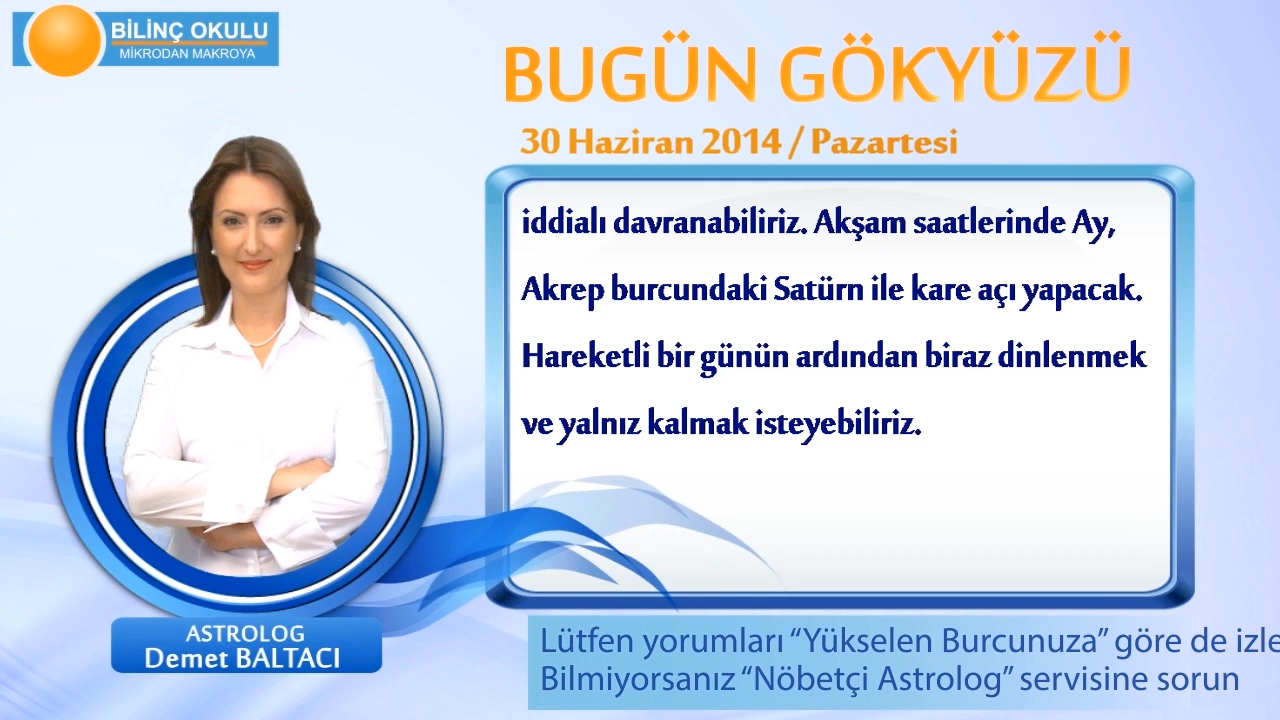 BİLİNÇ OKULU
MİKRODAN MAKROYA
BUGÜN GÖKYÜZÜ
30 Haziran 2014 / Pazartesi
iddialı davranabiliriz. Akşam saatlerinde Ay,
Akrep burcundaki Satürn ile kare açı yapacak.
Hareketli bir günün ardından biraz dinlenmek
ve yalnız kalmak isteyebiliriz.
ASTROLOG
Demet BALTACI
Lütfen yorumları “Yükselen Burcunuza” göre de izle
Bilmiyorsanız “Nöbetçi Astrolog” servisine sorun